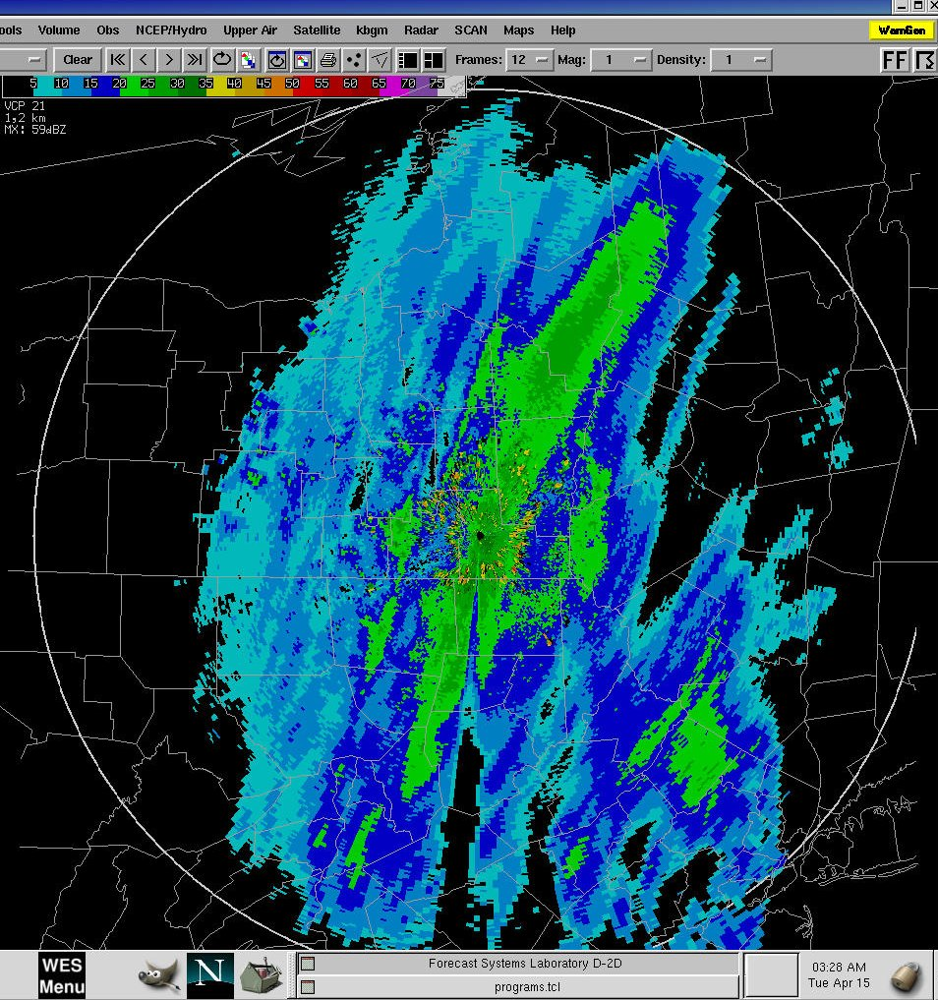 ools Volume Obs NCEP/Hydro Upper Air Satellite kbgm Radar SCAN Maps Help WarnGen
Clear Frames: 12 Mag: 1 Density: 1 FF
5 10 15 20 25 30 35 40 45 50 55 60 65 70 75
VCP 21
1,2 km
MX: 59dBZ
WES
Menu
N
Forecast Systems Laboratory D-2D
programs.tcl
03:28 AM
Tue Apr 15